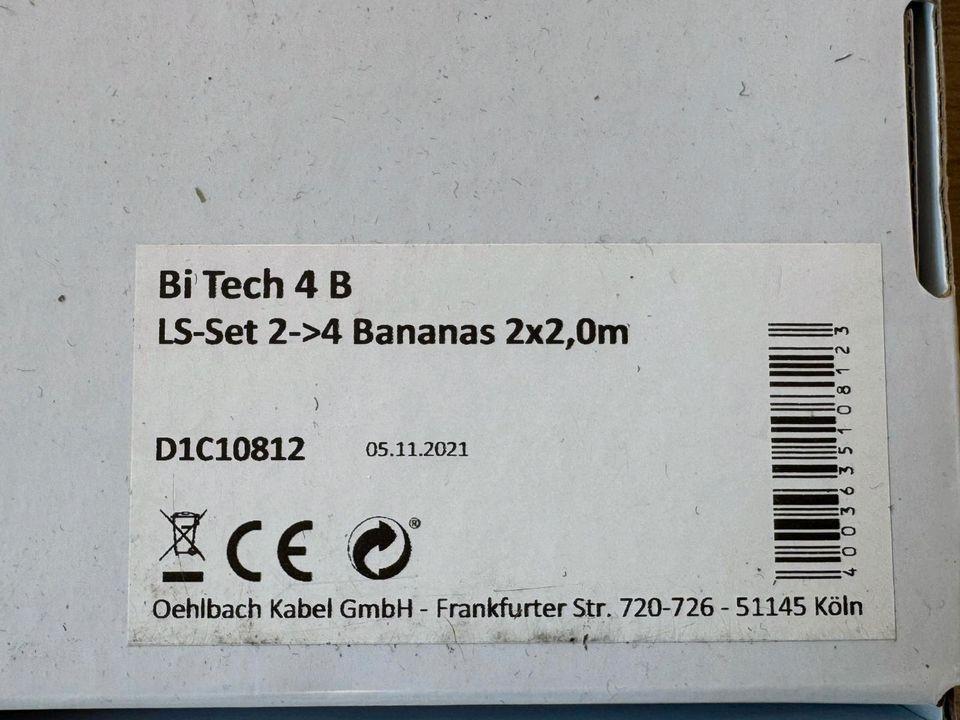 Bi Tech 4 B
LS-Set 2->4 Bananas 2x2,0m
D1C10812 05.11.2021
CE ®
Oehlbach Kabel GmbH - Frankfurter Str. 720-726 - 51145 Köln
4003635108123